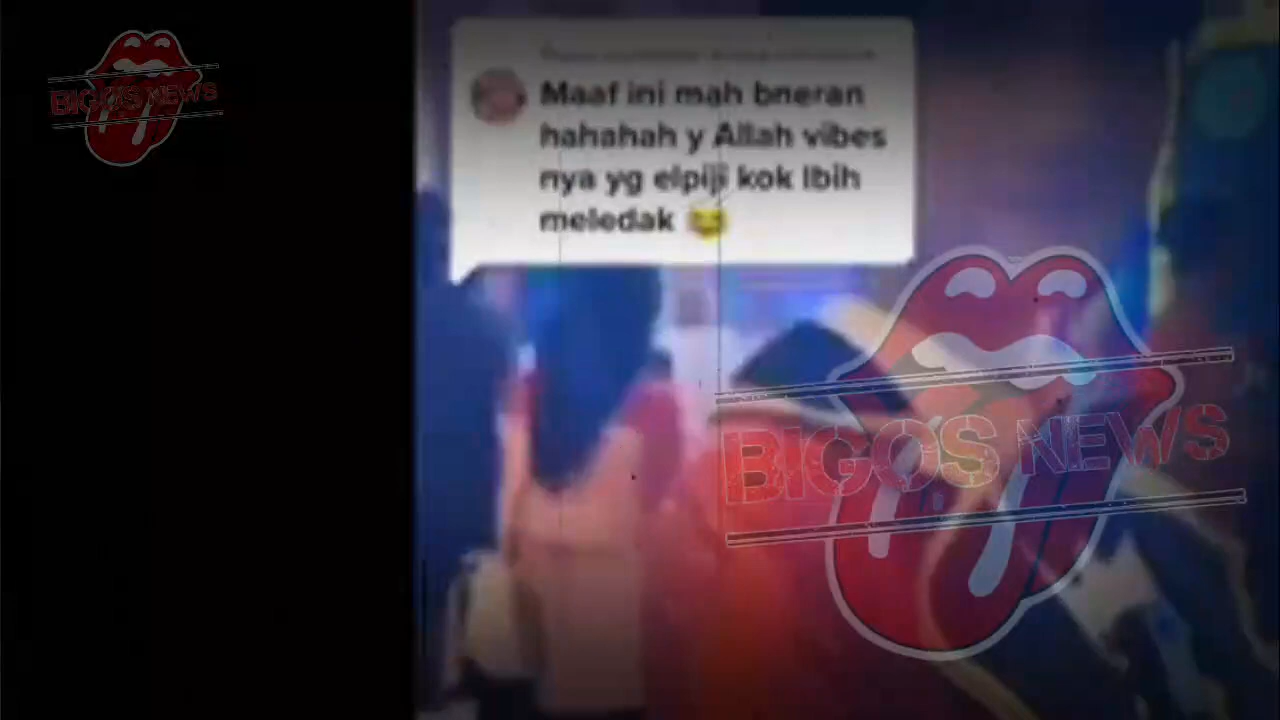 BIGOS NEWS
Maaf ini mah bneran
hahahah y Allah vibes
nya yg elpiji kok lbih
meledak
BIGOS NEWS